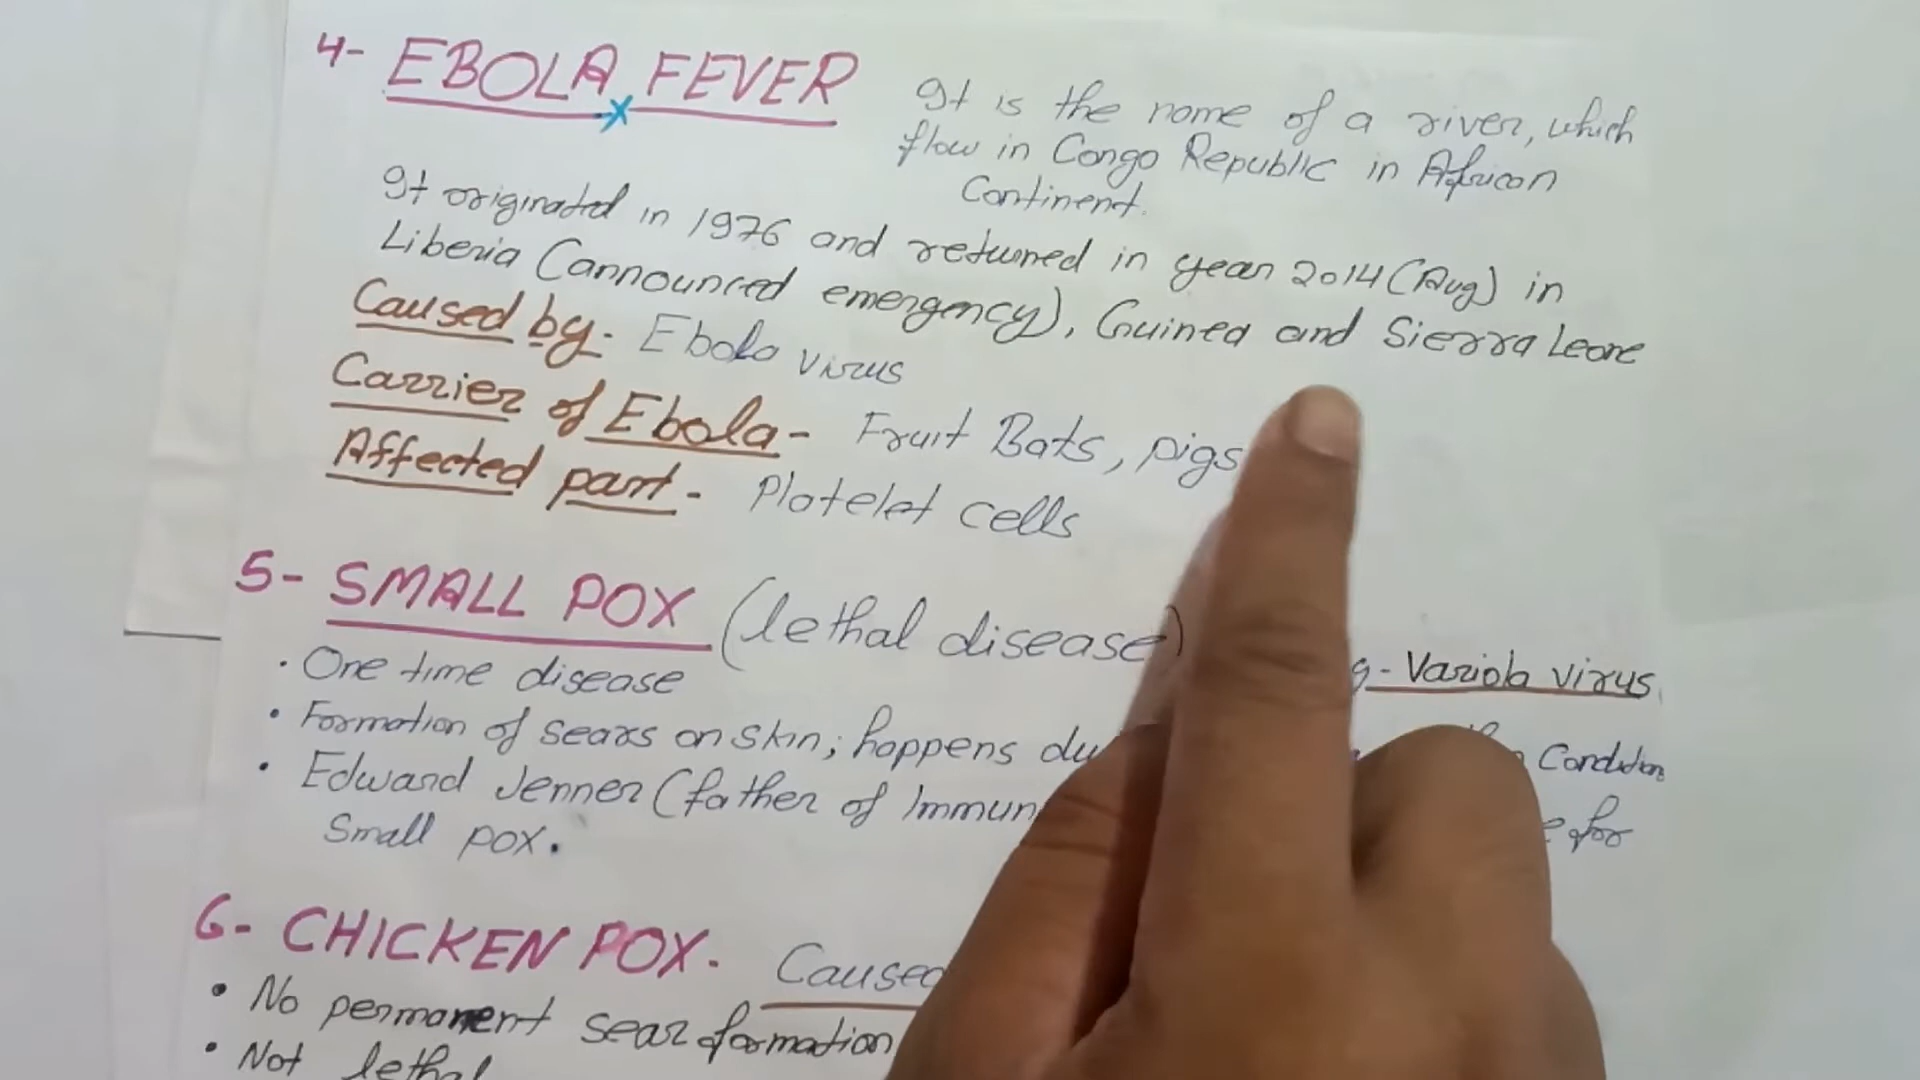 4- EBOLA FEVER
It is the name of a river, which
flow in Congo Republic in African
Continent.
It originated in 1976 and returned in year 2014 (Aug) in
Liberia (announced emergency), Guinea and Sierra Leone
Caused by- Ebola virus
Carrier of Ebola- Fruit Bats, pigs
Affected part- Platelet cells
5- SMALL POX (lethal disease) - Variola virus
• One time disease
• Formation of sears on skin; happens Condition
• Edward Jenner (father of for
Small pox.
6- CHICKEN POX. Caused
• No permanent sear formation
• Not lethal